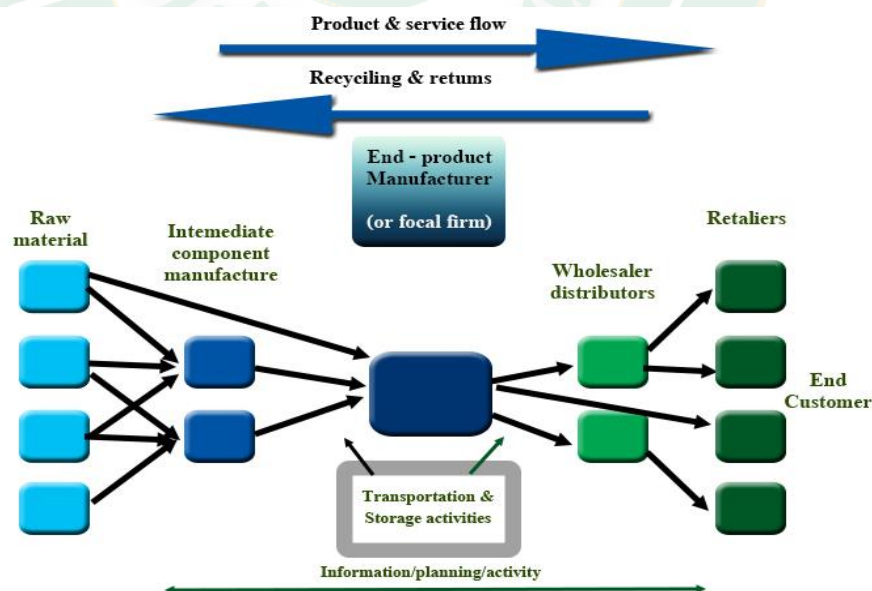 Product & service flow
Recyciling & retums
End - product
Manufacturer
(or focal firm)
Raw
material
Intemediate
component
manufacture
Wholesaler
distributors
Retaliers
End
Customer
Transportation &
Storage activities
Information/planning/activity